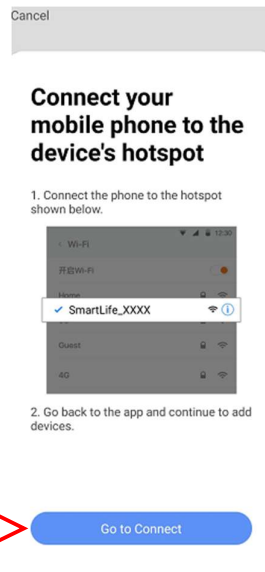 Cancel
Connect your
mobile phone to the
device's hotspot
1. Connect the phone to the hotspot
shown below.
12:30
Wi-Fi
开启Wi-Fi
Home
SmartLife_XXXX
Guest
4G
2. Go back to the app and continue to add
devices.
Go to Connect